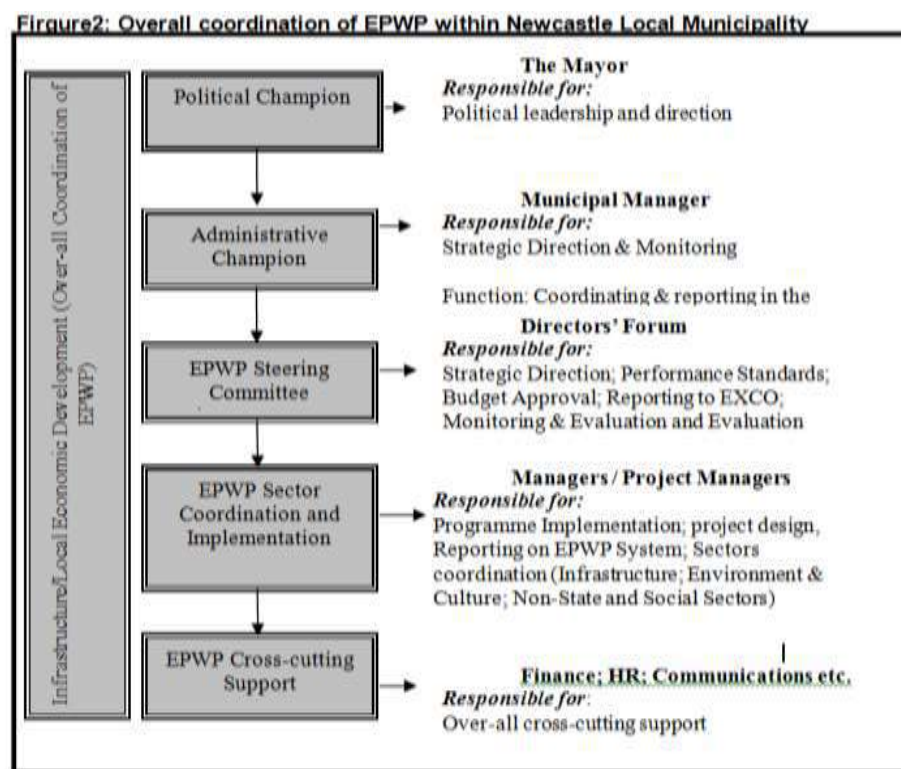 Firgure2: Overall coordination of EPWP within Newcastle Local Municipality
Infrastructure/Local Economic Development (Over-all Coordination of
EPWP)
Political Champion
The Mayor
Responsible for:
Political leadership and direction
Administrative
Champion
Municipal Manager
Responsible for:
Strategic Direction & Monitoring
Function: Coordinating & reporting in the
EPWP Steering
Committee
Directors' Forum
Responsible for:
Strategic Direction; Performance Standards;
Budget Approval; Reporting to EXCO;
Monitoring & Evaluation and Evaluation
EPWP Sector
Coordination and
Implementation
Managers / Project Managers
Responsible for:
Programme Implementation; project design,
Reporting on EPWP System; Sectors
coordination (Infrastructure; Environment &
Culture; Non-State and Social Sectors)
EPWP Cross-cutting
Support
Finance; HR; Communications etc.
Responsible for:
Over-all cross-cutting support